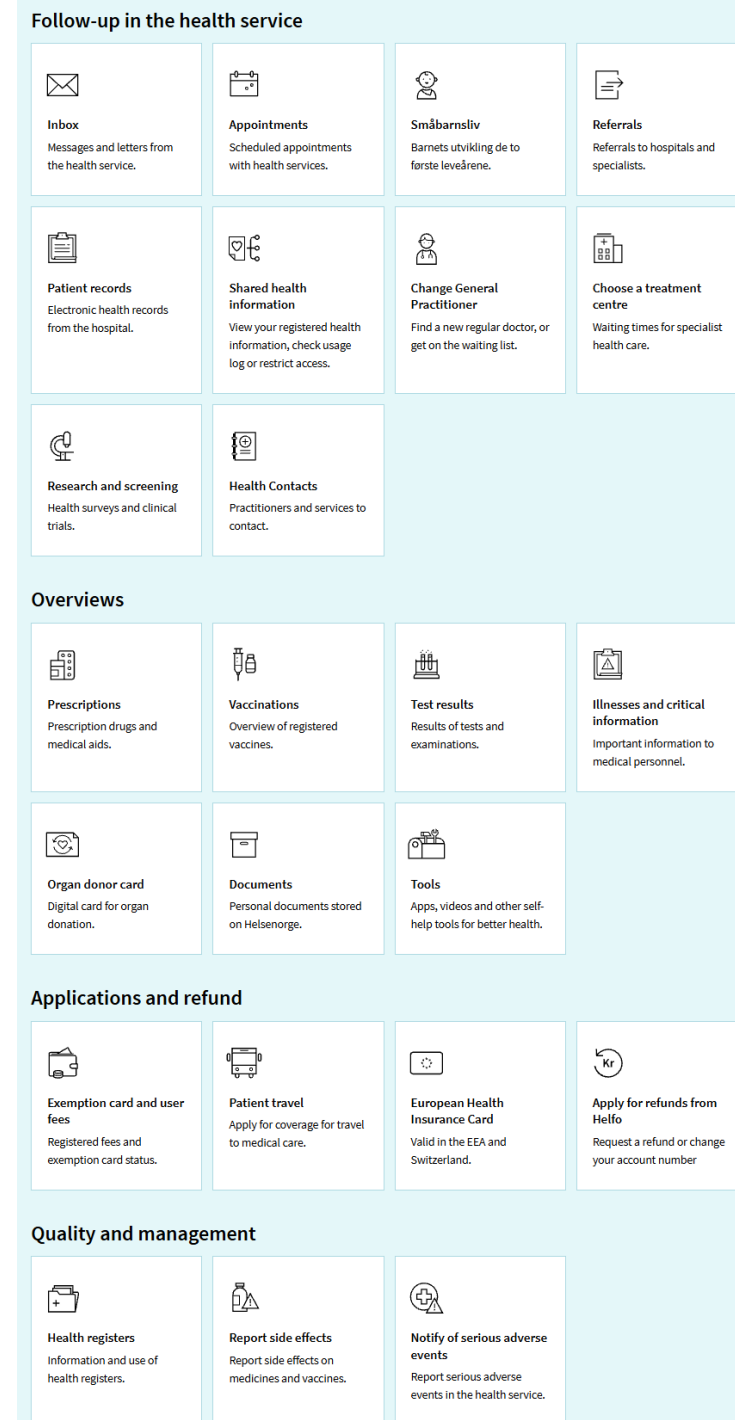 Follow-up in the health service
Inbox
Messages and letters from
the health service.
Appointments
Scheduled appointments
with health services.
Småbarnsliv
Barnets utvikling de to
første leveårene.
Referrals
Referrals to hospitals and
specialists.
Patient records
Electronic health records
from the hospital.
Shared health
information
View your registered health
information, check usage
log or restrict access.
Change General
Practitioner
Find a new regular doctor, or
get on the waiting list.
Choose a treatment
centre
Waiting times for specialist
health care.
Research and screening
Health surveys and clinical
trials.
Health Contacts
Practitioners and services to
contact.
Overviews
Prescriptions
Prescription drugs and
medical aids.
Vaccinations
Overview of registered
vaccines.
Test results
Results of tests and
examinations.
Illnesses and critical
information
Important information to
medical personnel.
Organ donor card
Digital card for organ
donation.
Documents
Personal documents stored
on Helsenorge.
Tools
Apps, videos and other self-
help tools for better health.
Applications and refund
Exemption card and user
fees
Registered fees and
exemption card status.
Patient travel
Apply for coverage for travel
to medical care.
European Health
Insurance Card
Valid in the EEA and
Switzerland.
Kr
Apply for refunds from
Helfo
Request a refund or change
your account number
Quality and management
Health registers
Information and use of
health registers.
Report side effects
Report side effects on
medicines and vaccines.
Notify of serious adverse
events
Report serious adverse
events in the health service.